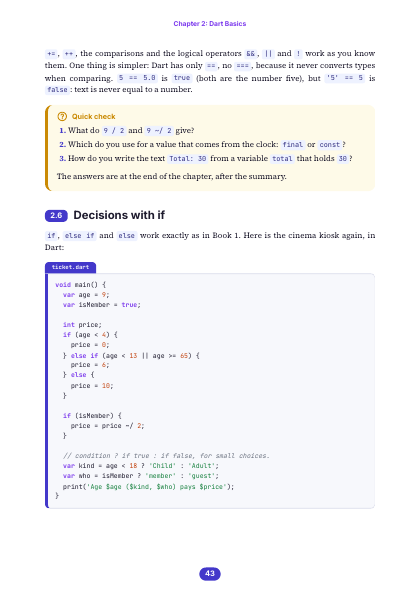 Chapter 2: Dart Basics
+=, ++, the comparisons and the logical operators &&, || and ! work as you know
them. One thing is simpler: Dart has only ==, no ===, because it never converts types
when comparing. 5 == 5.0 is true (both are the number five), but '5' == 5 is
false: text is never equal to a number.
Quick check
1. What do 9 / 2 and 9 ~/ 2 give?
2. Which do you use for a value that comes from the clock: final or const?
3. How do you write the text Total: 30 from a variable total that holds 30?
The answers are at the end of the chapter, after the summary.
2.6 Decisions with if
if, else if and else work exactly as in Book 1. Here is the cinema kiosk again, in
Dart:
ticket.dart
void main() {
  var age = 9;
  var isMember = true;

  int price;
  if (age < 4) {
    price = 0;
  } else if (age < 13 || age >= 65) {
    price = 6;
  } else {
    price = 10;
  }

  if (isMember) {
    price = price ~/ 2;
  }

  // condition ? if true : if false, for small choices.
  var kind = age < 18 ? 'Child' : 'Adult';
  var who = isMember ? 'member' : 'guest';
  print('Age $age ($kind, $who) pays $price');
}
43